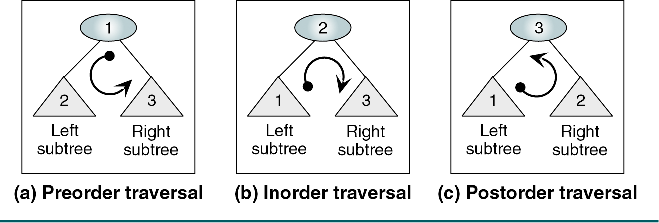 1
2
3
Left
subtree
Right
subtree
(a) Preorder traversal
2
1
3
Left
subtree
Right
subtree
(b) Inorder traversal
3
1
2
Left
subtree
Right
subtree
(c) Postorder traversal